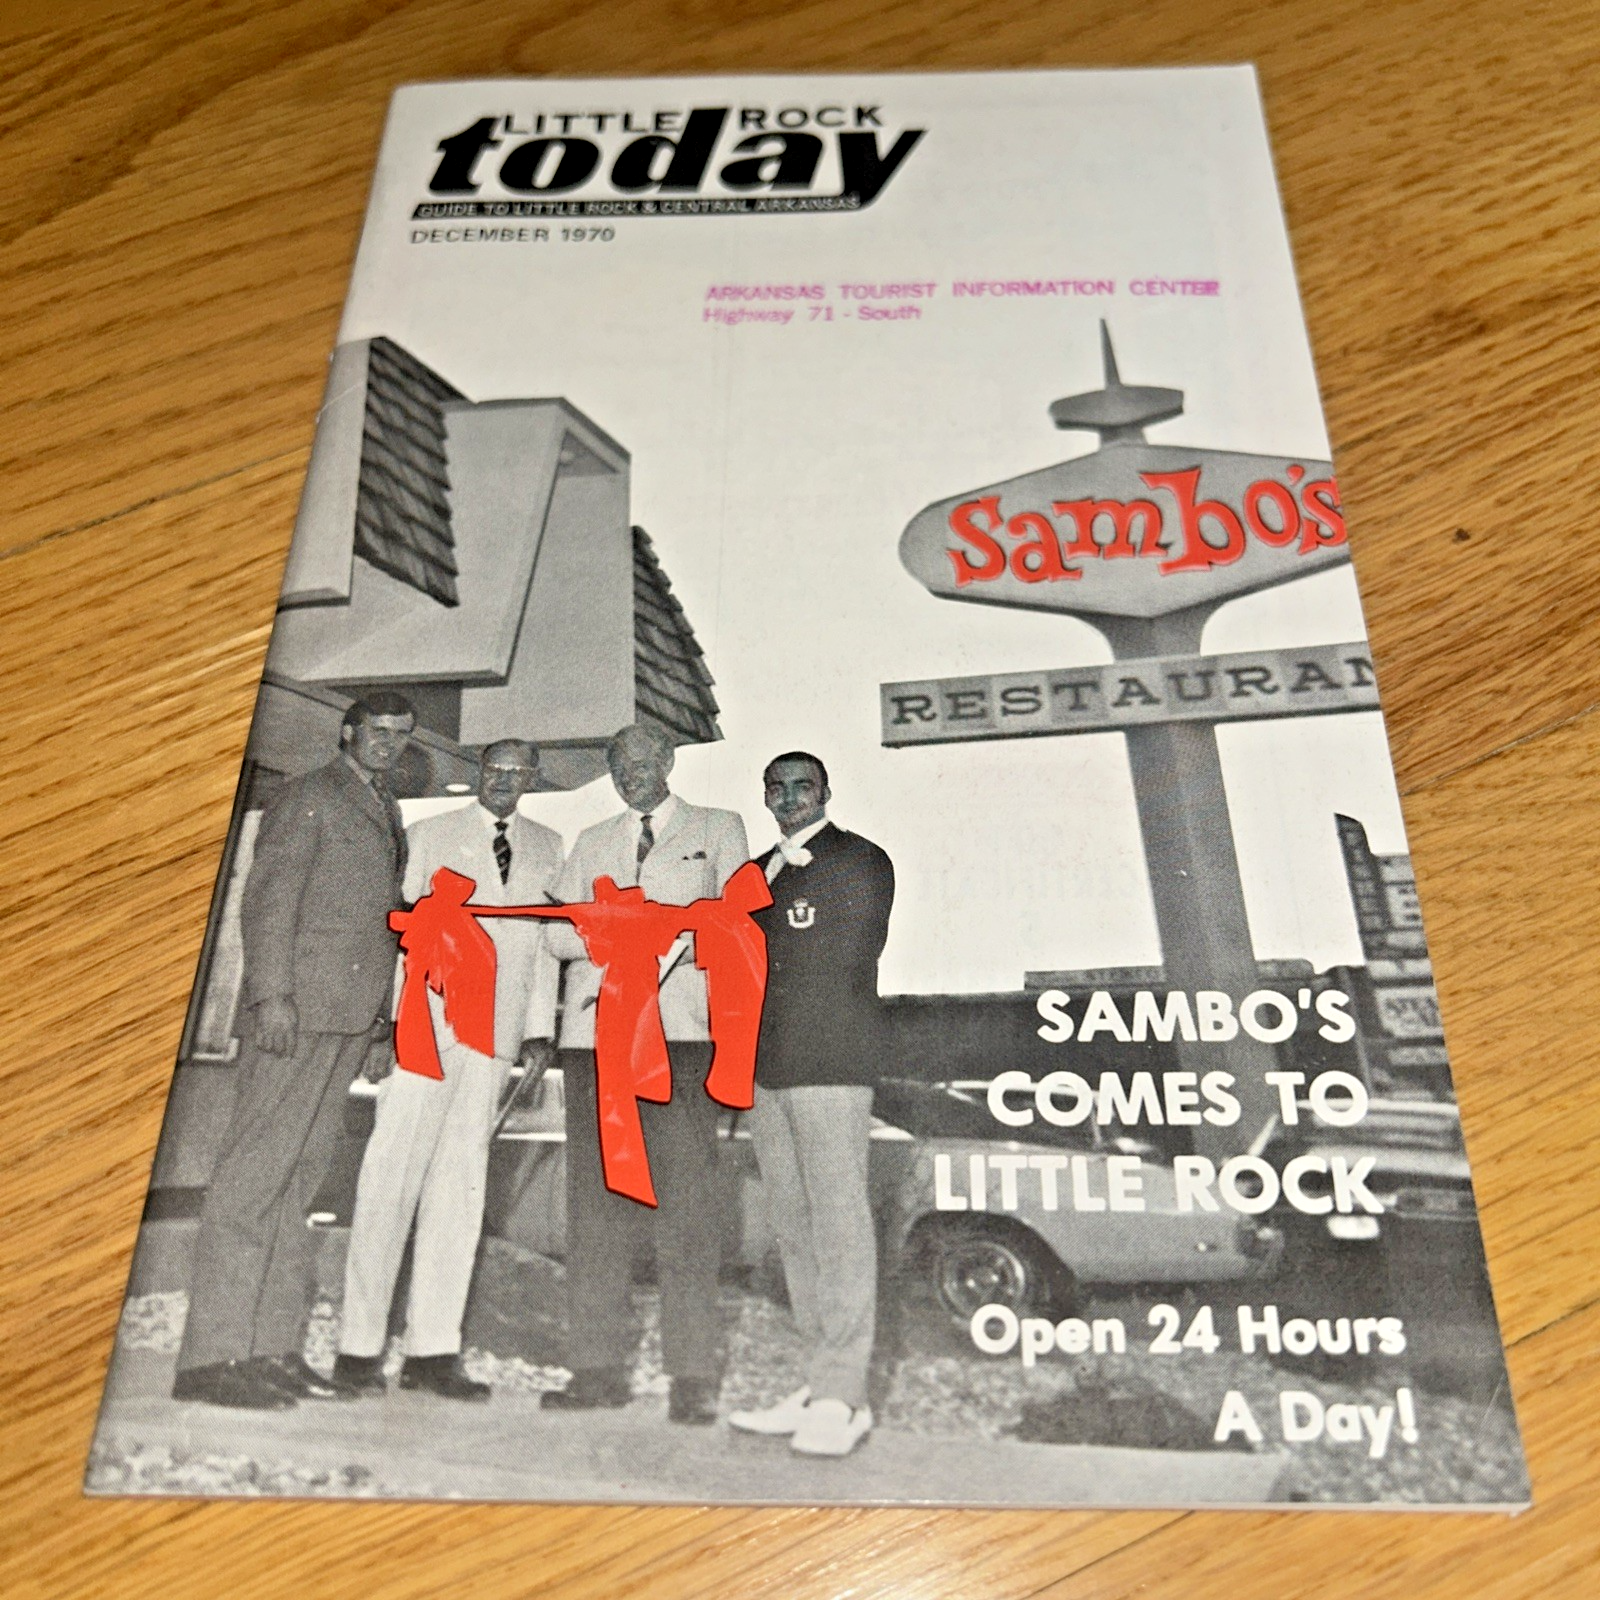 LITTLE ROCK
today
GUIDE TO LITTLE ROCK & CENTRAL ARKANSAS
DECEMBER 1970
ARKANSAS TOURIST INFORMATION CENTER
Highway 71 - South
Sambo's
RESTAURAN
SAMBO'S
COMES TO
LITTLE ROCK
Open 24 Hours
A Day!